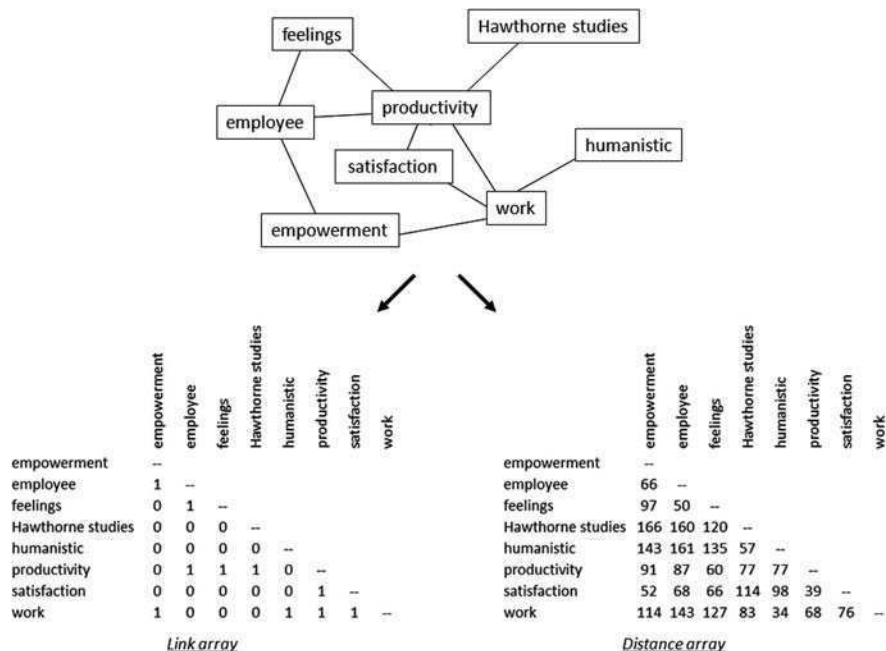 feelings
Hawthorne studies
productivity
employee
humanistic
satisfaction
work
empowerment
empowerment
employee
feelings
Hawthorne studies
humanistic
productivity
satisfaction
work
empowerment --
employee 1 --
feelings 0 1 --
Hawthorne studies 0 0 0 --
humanistic 0 0 0 0 --
productivity 0 1 1 1 0 --
satisfaction 0 0 0 0 0 1 --
work 1 0 0 0 1 1 1 --
Link array
empowerment
employee
feelings
Hawthorne studies
humanistic
productivity
satisfaction
work
empowerment --
employee 66 --
feelings 97 50 --
Hawthorne studies 166 160 120 --
humanistic 143 161 135 57 --
productivity 91 87 60 77 77 --
satisfaction 52 68 66 114 98 39 --
work 114 143 127 83 34 68 76 --
Distance array